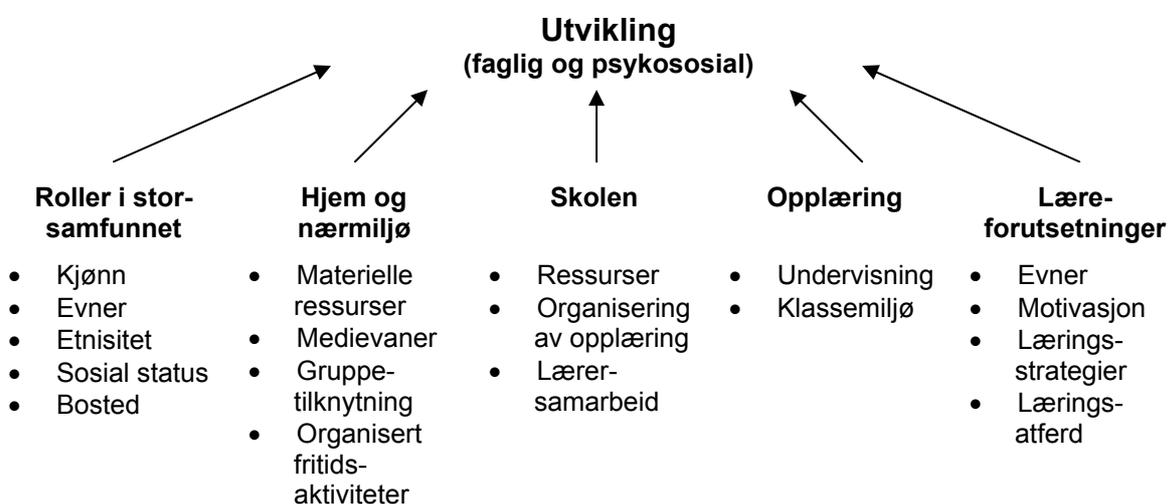 Utvikling
(faglig og psykososial)
Roller i stor-
samfunnet
• Kjønn
• Evner
• Etnisitet
• Sosial status
• Bosted
Hjem og
nærmiljø
• Materielle
ressurser
• Medievaner
• Gruppe-
tilknytning
• Organisert
fritids-
aktiviteter
Skolen
• Ressurser
• Organisering
av opplæring
• Lærer-
samarbeid
Opplæring
• Undervisning
• Klassemiljø
Lære-
forutsetninger
• Evner
• Motivasjon
• Lærings-
strategier
• Lærings-
atferd